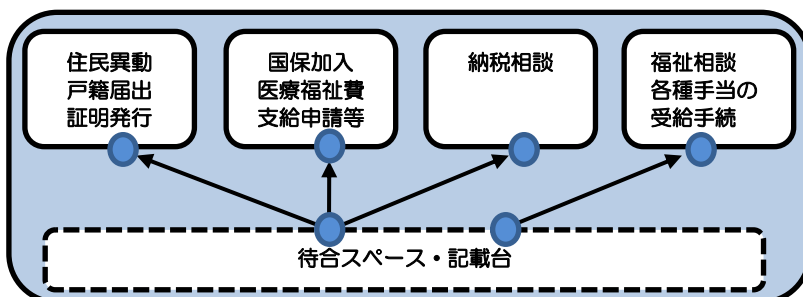 住民異動
戸籍届出
証明発行
国保加入
医療福祉費
支給申請等
納税相談
福祉相談
各種手当の
受給手続
待合スペース・記載台